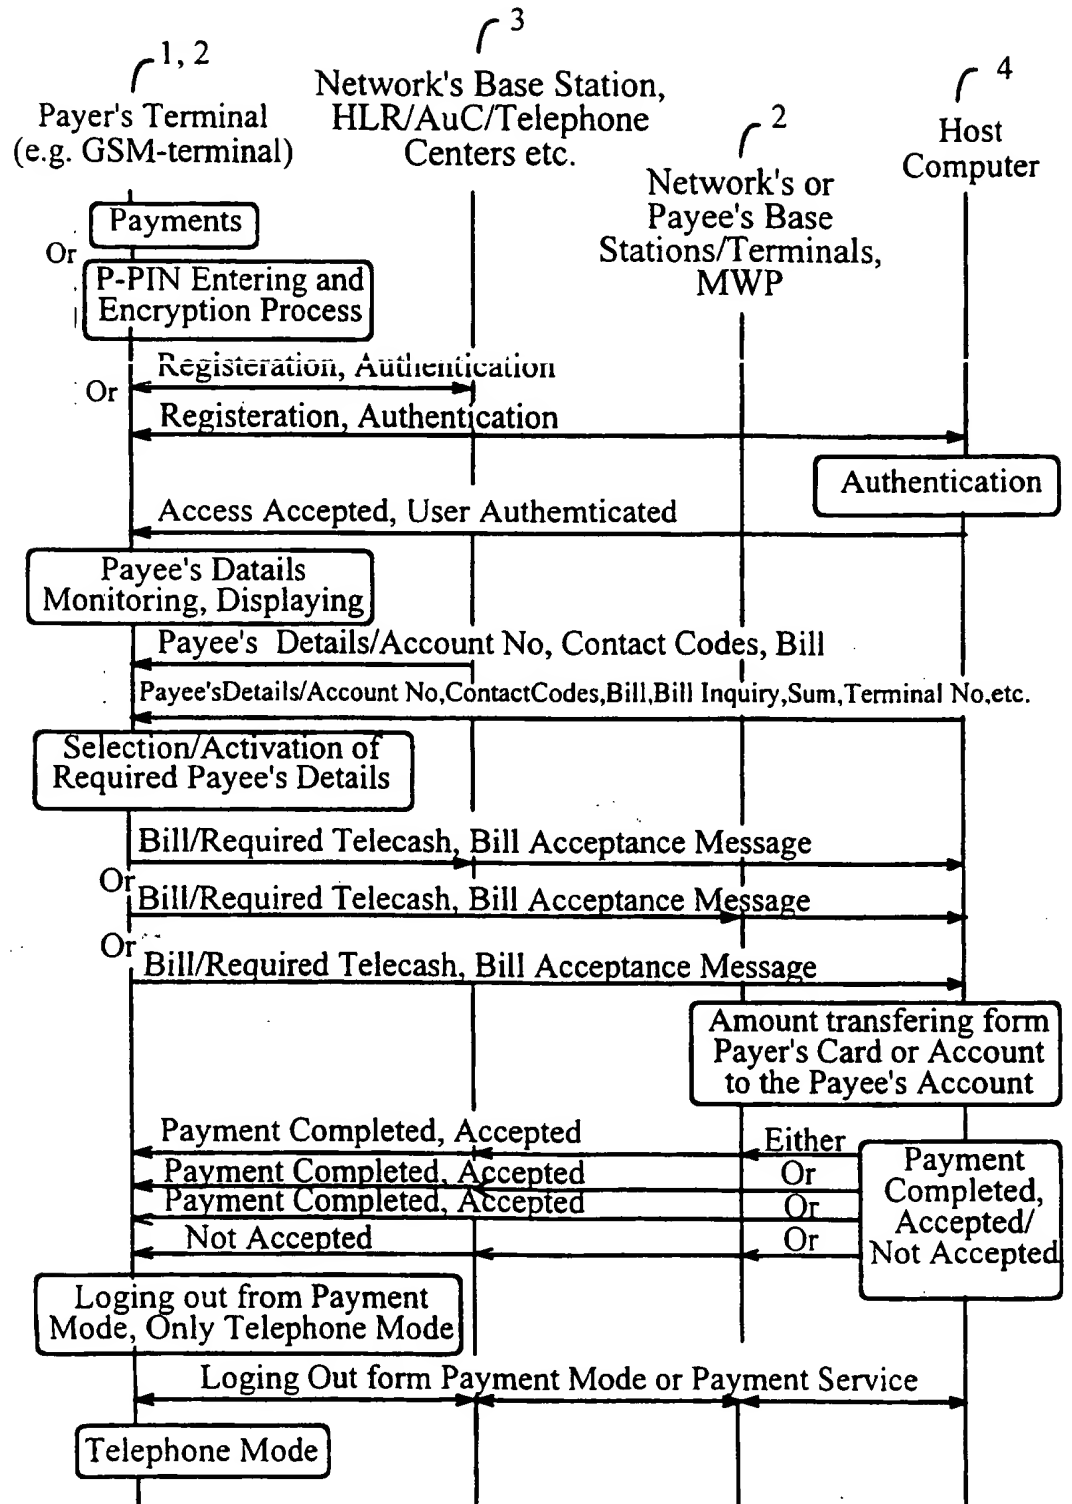 1, 2
3
4
2
Payer's Terminal
(e.g. GSM-terminal)
Network's Base Station,
HLR/AuC/Telephone
Centers etc.
Network's or
Payee's Base
Stations/Terminals,
MWP
Host
Computer
Payments
Or
P-PIN Entering and
Encryption Process
Registeration, Authentication
Or
Registeration, Authentication
Authentication
Access Accepted, User Authemticated
Payee's Datails
Monitoring, Displaying
Payee's Details/Account No, Contact Codes, Bill
Payee'sDetails/Account No,ContactCodes,Bill,Bill Inquiry,Sum,Terminal No,etc.
Selection/Activation of
Required Payee's Details
Bill/Required Telecash, Bill Acceptance Message
Or
Bill/Required Telecash, Bill Acceptance Message
Or
Bill/Required Telecash, Bill Acceptance Message
Amount transfering form
Payer's Card or Account
to the Payee's Account
Payment Completed, Accepted
Either
Payment Completed, Accepted
Or
Payment Completed, Accepted
Or
Not Accepted
Or
Payment
Completed,
Accepted/
Not Accepted
Loging out from Payment
Mode, Only Telephone Mode
Loging Out form Payment Mode or Payment Service
Telephone Mode